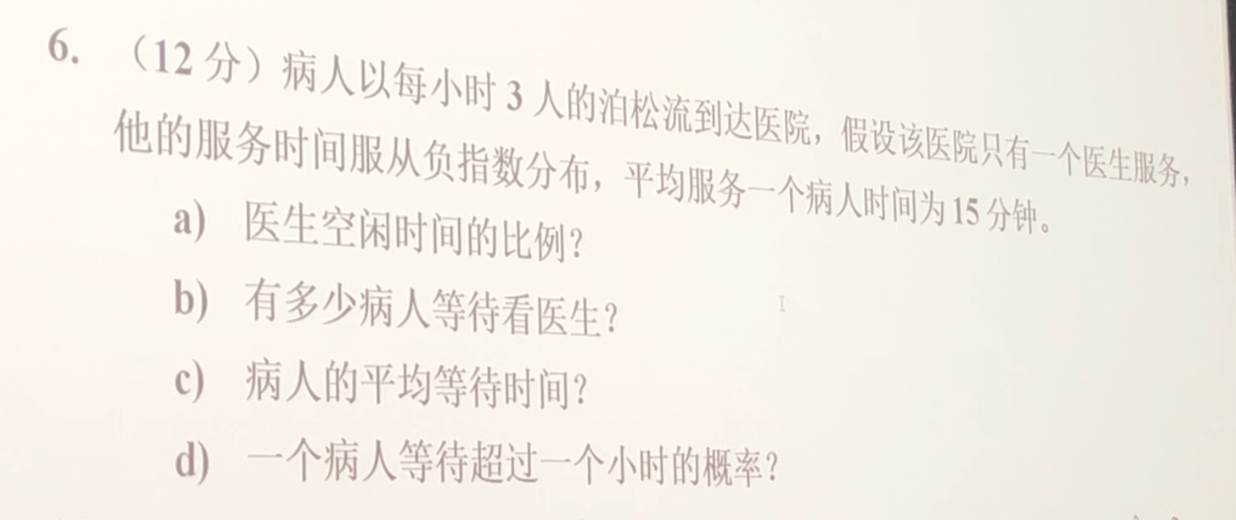 6. （12 分）病人以每小时 3 人的泊松流到达医院，假设该医院只有一个医生服务，
他的服务时间服从负指数分布，平均服务一个病人时间为 15 分钟。
a) 医生空闲时间的比例？
b) 有多少病人等待看医生？
c) 病人的平均等待时间？
d) 一个病人等待超过一个小时的概率？